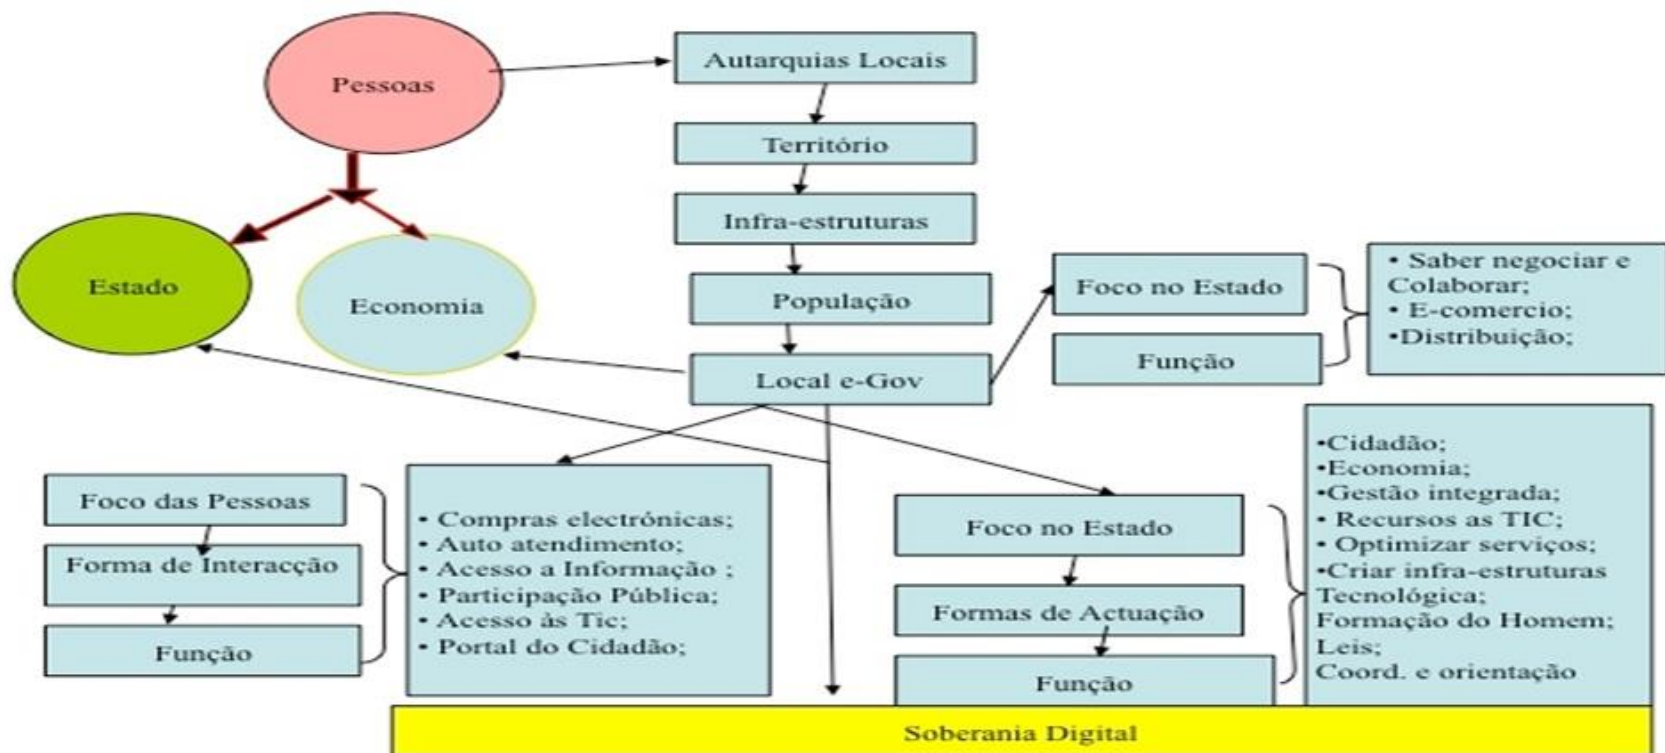 Pessoas
Estado
Economia
Autarquias Locais
Território
Infra-estruturas
População
Local e-Gov
Foco no Estado
Função
• Saber negociar e
Colaborar;
• E-comercio;
•Distribuição;
Foco das Pessoas
Forma de Interacção
Função
• Compras electrónicas;
• Auto atendimento;
• Acesso a Informação ;
• Participação Pública;
• Acesso às Tic;
• Portal do Cidadão;
Foco no Estado
Formas de Actuação
Função
•Cidadão;
•Economia;
•Gestão integrada;
• Recursos as TIC;
• Optimizar serviços;
•Criar infra-estruturas
Tecnológica;
Formação do Homem;
Leis;
Coord. e orientação
Soberania Digital